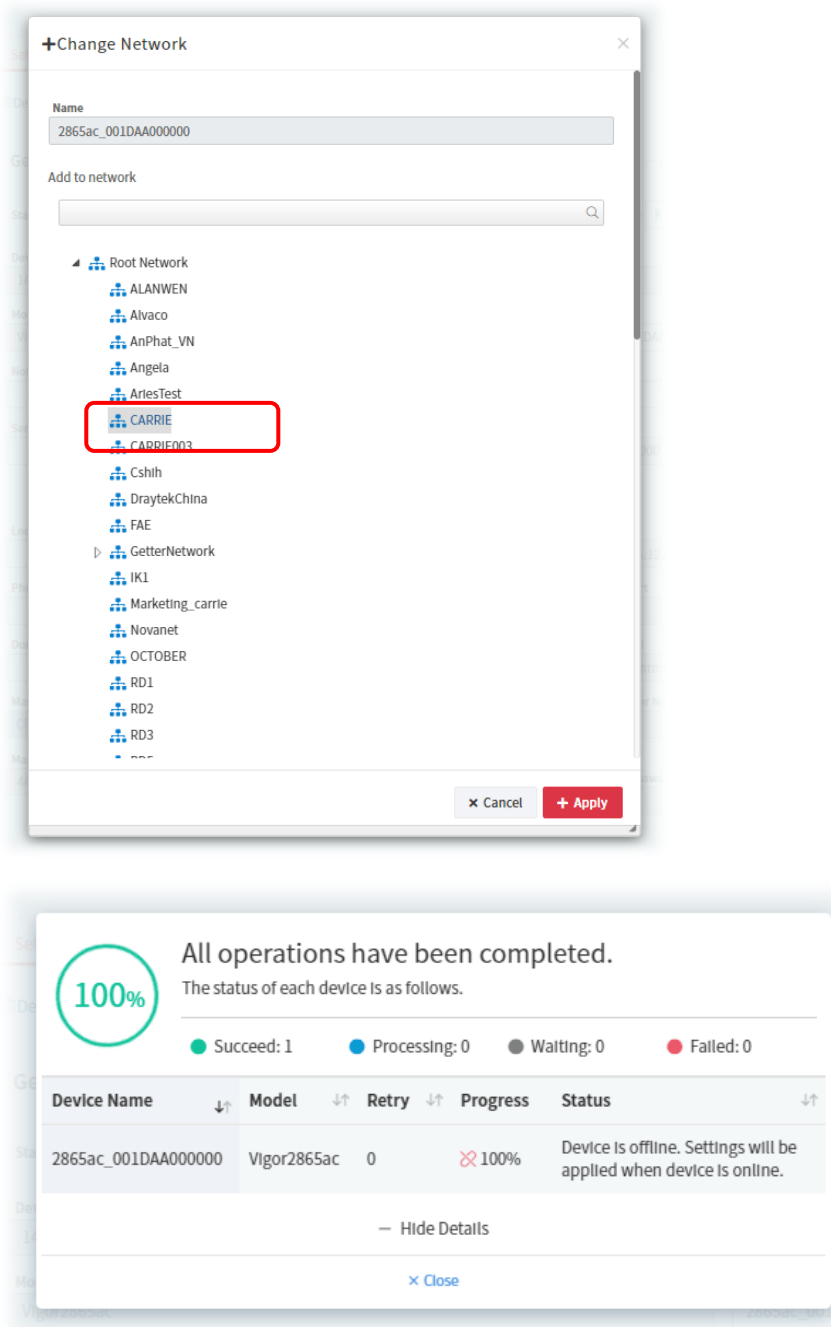 +Change Network
×
Name
2865ac_001DAA000000
Add to network
Root Network
ALANWEN
Alvaco
AnPhat_VN
Angela
AriesTest
CARRIE
CARRIE003
Cshih
DraytekChina
FAE
GetterNetwork
IK1
Marketing_carrie
Novanet
OCTOBER
RD1
RD2
RD3
× Cancel
+ Apply
100%
All operations have been completed.
The status of each device is as follows.
Succeed: 1 Processing: 0 Waiting: 0 Failed: 0
Device Name Model Retry Progress Status
2865ac_001DAA000000 Vigor2865ac 0 100% Device is offline. Settings will be
applied when device is online.
— Hide Details
× Close
Vigor2865ac